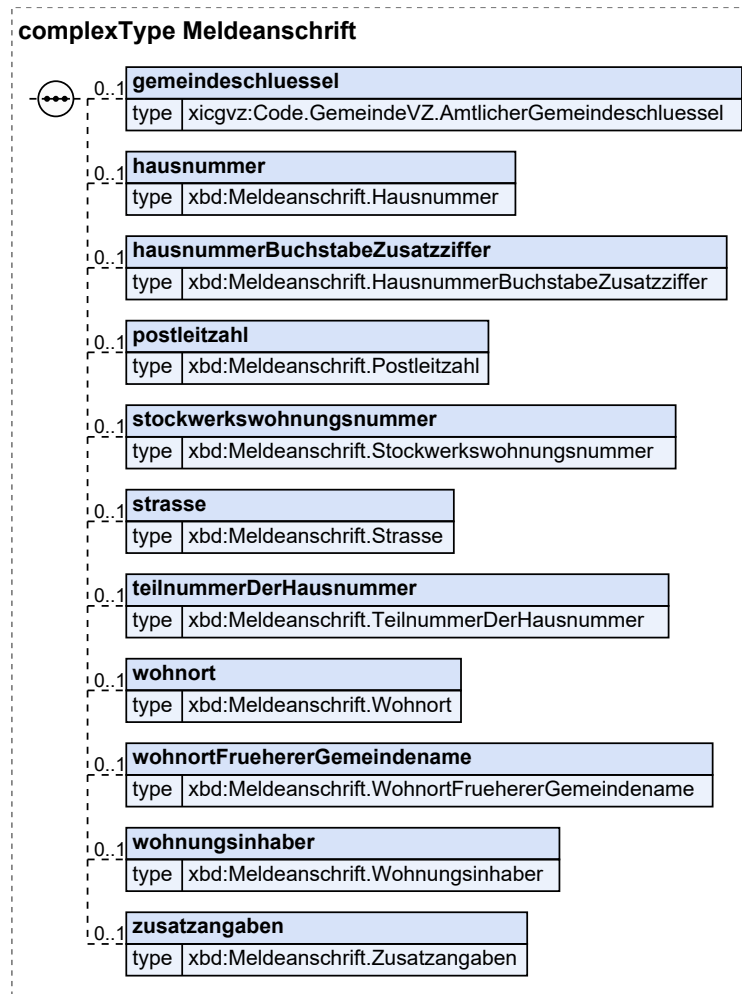 complexType Meldeanschrift
0..1 gemeindeschluessel
type xicgvz:Code.GemeindeVZ.AmtlicherGemeindeschluessel
0..1 hausnummer
type xbd:Meldeanschrift.Hausnummer
0..1 hausnummerBuchstabeZusatzziffer
type xbd:Meldeanschrift.HausnummerBuchstabeZusatzziffer
0..1 postleitzahl
type xbd:Meldeanschrift.Postleitzahl
0..1 stockwerkswohnungsnummer
type xbd:Meldeanschrift.Stockwerkswohnungsnummer
0..1 strasse
type xbd:Meldeanschrift.Strasse
0..1 teilnummerDerHausnummer
type xbd:Meldeanschrift.TeilnummerDerHausnummer
0..1 wohnort
type xbd:Meldeanschrift.Wohnort
0..1 wohnortFruehererGemeindename
type xbd:Meldeanschrift.WohnortFruehererGemeindename
0..1 wohnungsinhaber
type xbd:Meldeanschrift.Wohnungsinhaber
0..1 zusatzangaben
type xbd:Meldeanschrift.Zusatzangaben